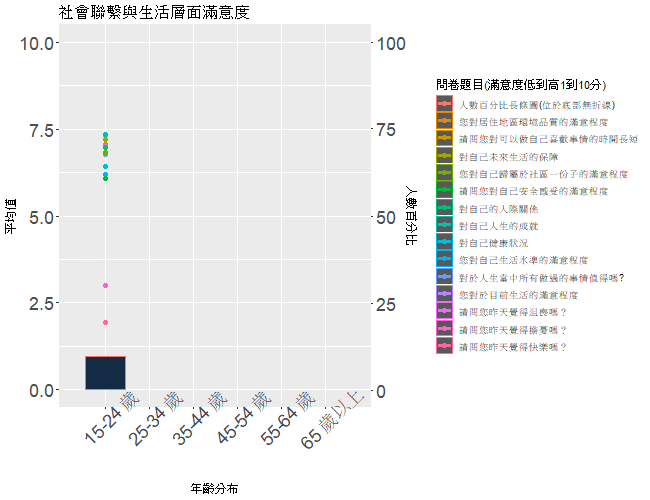 社會聯繫與生活層面滿意度
10.0
7.5
5.0
2.5
0.0
平均值
100
75
50
25
0
人數百分比
15-24 歲
25-34 歲
35-44 歲
45-54 歲
55-64 歲
65 歲以上
年齡分布
問卷題目(滿意度低到高1到10分)
人數百分比長條圖(位於底部無折線)
您對居住地區環境品質的滿意程度
請問您對可以做自己喜歡事情的時間長短
對自己未來生活的保障
您對自己歸屬於社區一份子的滿意程度
請問您對自己安全感受的滿意程度
對自己的人際關係
對自己人生的成就
對自己健康狀況
您對自己生活水準的滿意程度
對於人生當中所有做過的事情值得嗎?
您對於目前生活的滿意程度
請問您昨天覺得沮喪嗎？
請問您昨天覺得擔憂嗎？
請問您昨天覺得快樂嗎？